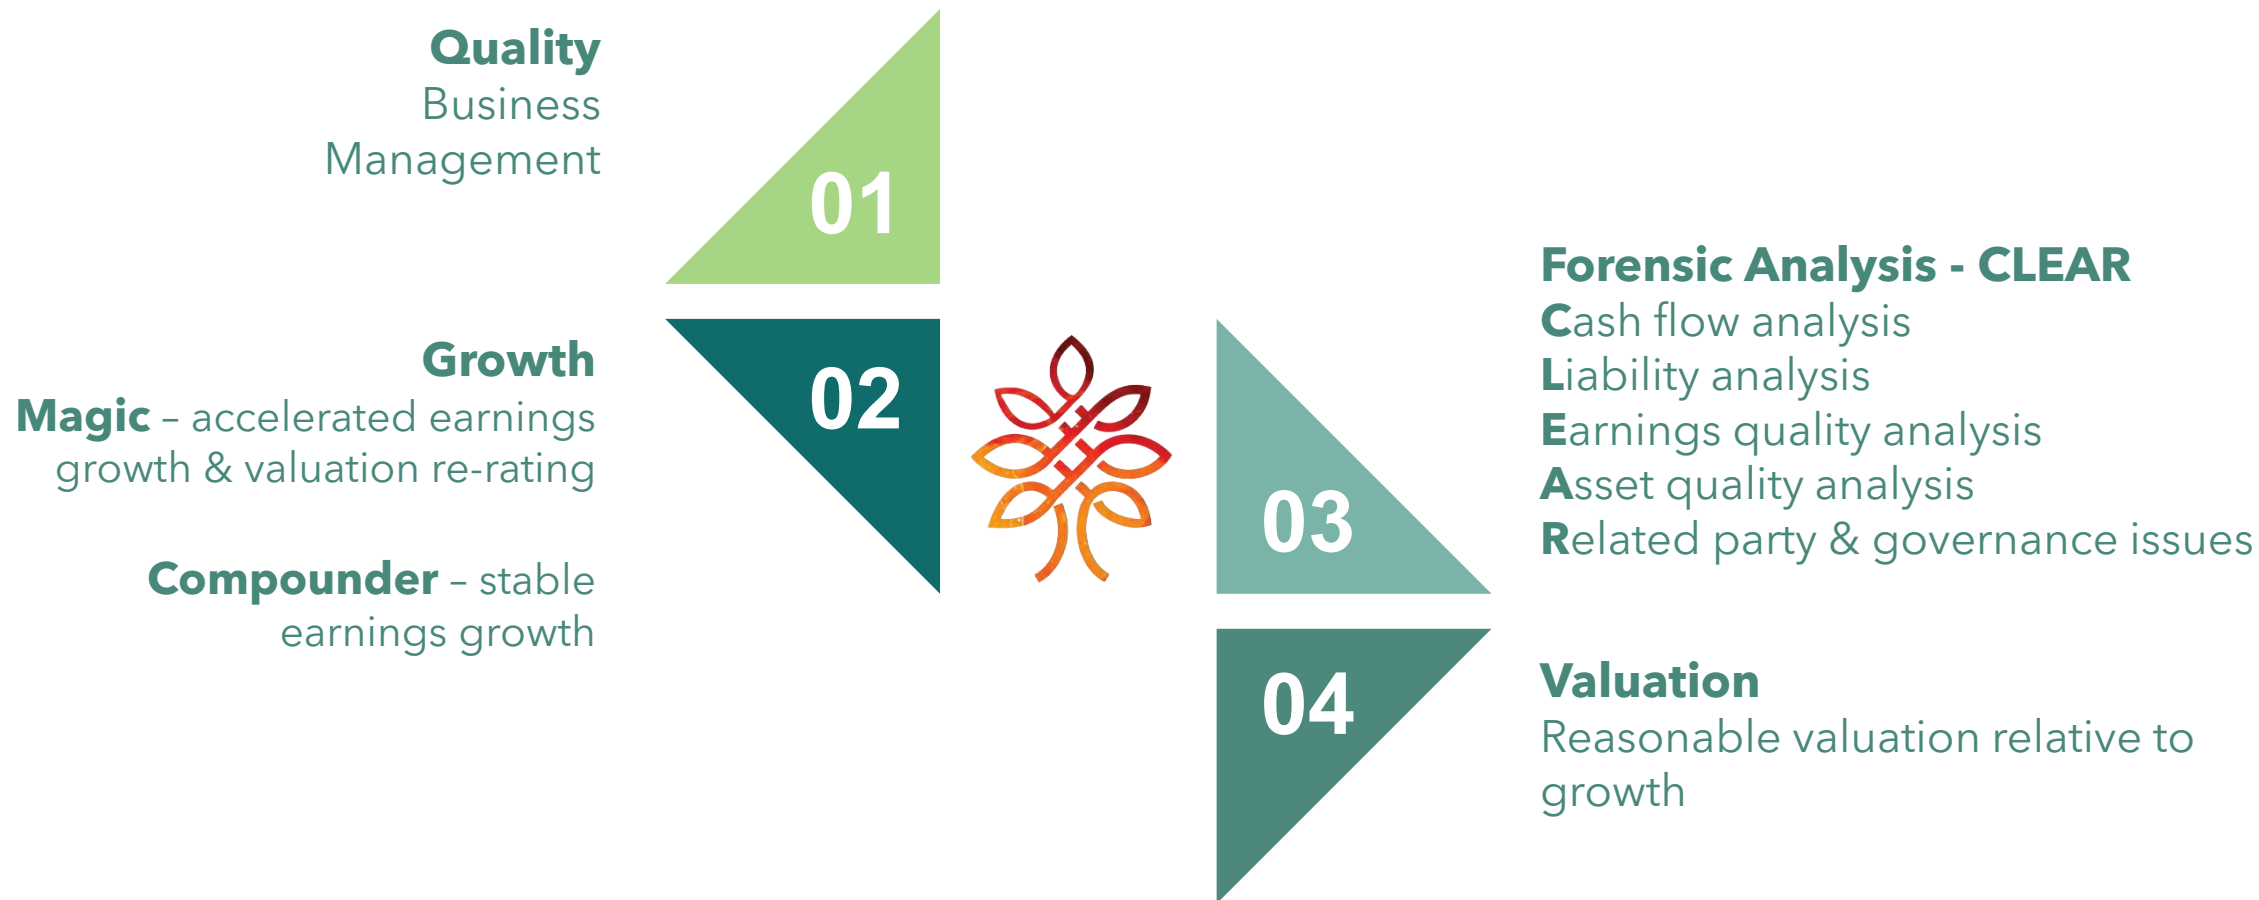 Quality
Business
Management
01
Growth
Magic – accelerated earnings
growth & valuation re-rating
Compounder – stable
earnings growth
02
Forensic Analysis - CLEAR
Cash flow analysis
Liability analysis
Earnings quality analysis
Asset quality analysis
Related party & governance issues
03
Valuation
Reasonable valuation relative to
growth
04